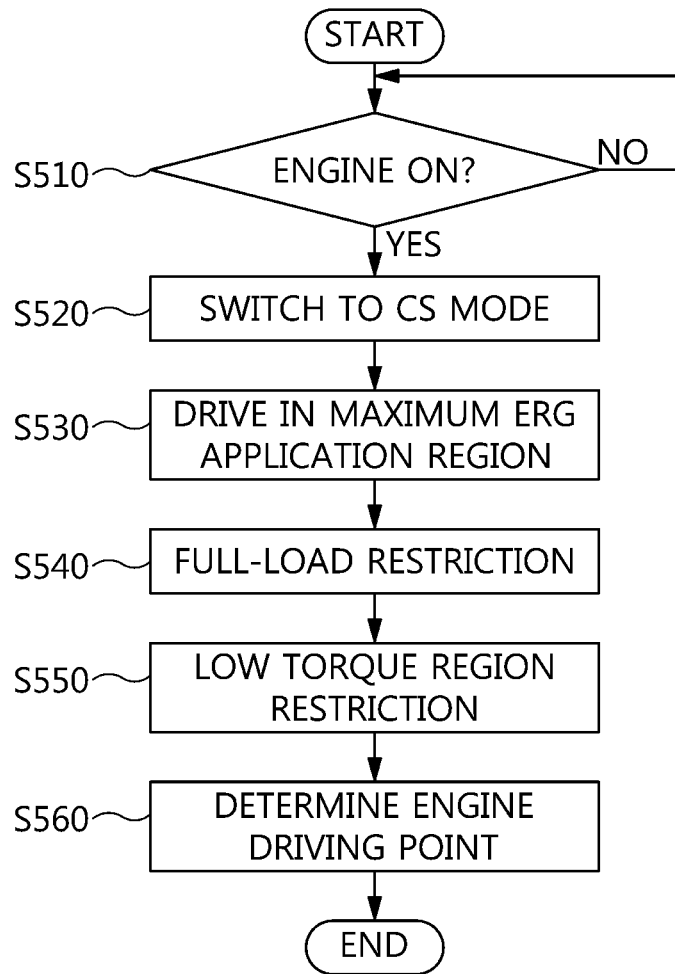 START
S510
ENGINE ON?
NO
YES
S520
SWITCH TO CS MODE
S530
DRIVE IN MAXIMUM ERG
APPLICATION REGION
S540
FULL-LOAD RESTRICTION
S550
LOW TORQUE REGION
RESTRICTION
S560
DETERMINE ENGINE
DRIVING POINT
END